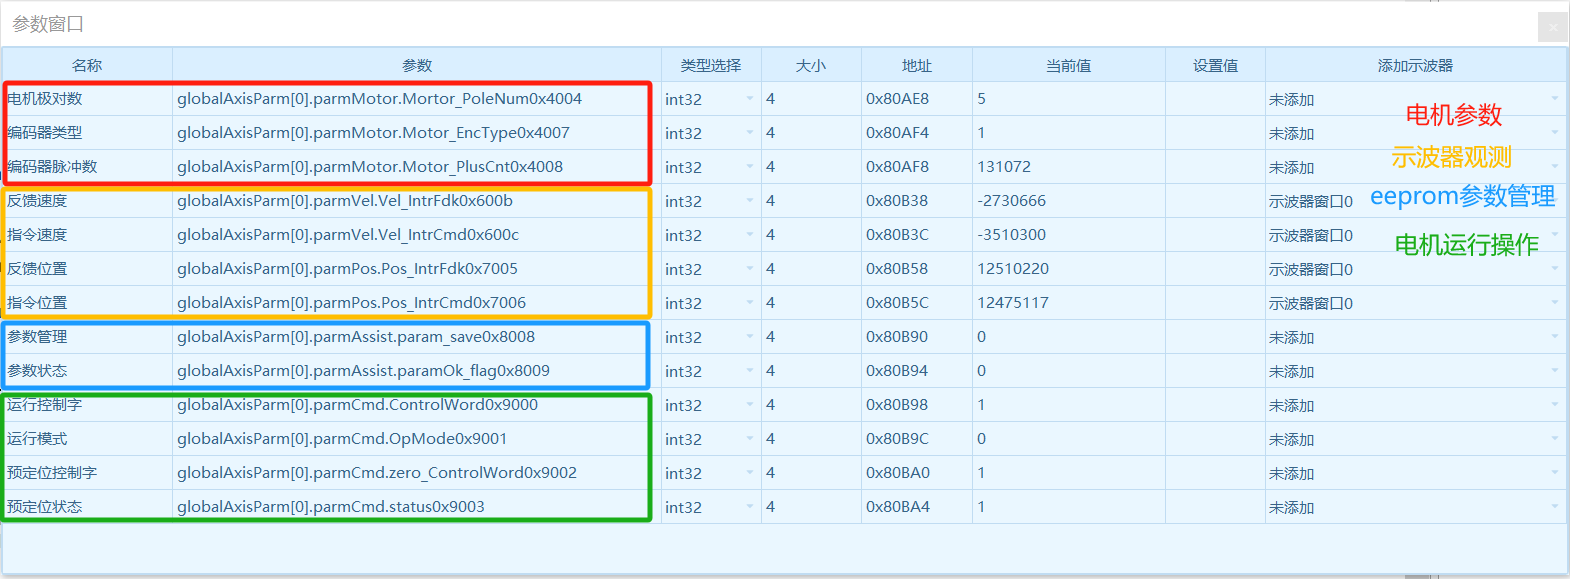 参数窗口
名称 参数 类型选择 大小 地址 当前值 设置值 添加示波器
电机极对数 globalAxisParm[0].parmMotor.Mortor_PoleNum0x4004 int32 4 0x80AE8 5 未添加
电机参数
编码器类型 globalAxisParm[0].parmMotor.Motor_EncType0x4007 int32 4 0x80AF4 1 未添加
示波器观测
编码器脉冲数 globalAxisParm[0].parmMotor.Motor_PlusCnt0x4008 int32 4 0x80AF8 131072 未添加
反馈速度 globalAxisParm[0].parmVel.Vel_IntrFdk0x600b int32 4 0x80B38 -2730666 示波器窗口0
eeprom参数管理
指令速度 globalAxisParm[0].parmVel.Vel_IntrCmd0x600c int32 4 0x80B3C -3510300 示波器窗口0
电机运行操作
反馈位置 globalAxisParm[0].parmPos.Pos_IntrFdk0x7005 int32 4 0x80B58 12510220 示波器窗口0
指令位置 globalAxisParm[0].parmPos.Pos_IntrCmd0x7006 int32 4 0x80B5C 12475117 示波器窗口0
参数管理 globalAxisParm[0].parmAssist.param_save0x8008 int32 4 0x80B90 0 未添加
参数状态 globalAxisParm[0].parmAssist.paramOk_flag0x8009 int32 4 0x80B94 0 未添加
运行控制字 globalAxisParm[0].parmCmd.ControlWord0x9000 int32 4 0x80B98 1 未添加
运行模式 globalAxisParm[0].parmCmd.OpMode0x9001 int32 4 0x80B9C 0 未添加
预定位控制字 globalAxisParm[0].parmCmd.zero_ControlWord0x9002 int32 4 0x80BA0 1 未添加
预定位状态 globalAxisParm[0].parmCmd.status0x9003 int32 4 0x80BA4 1 未添加